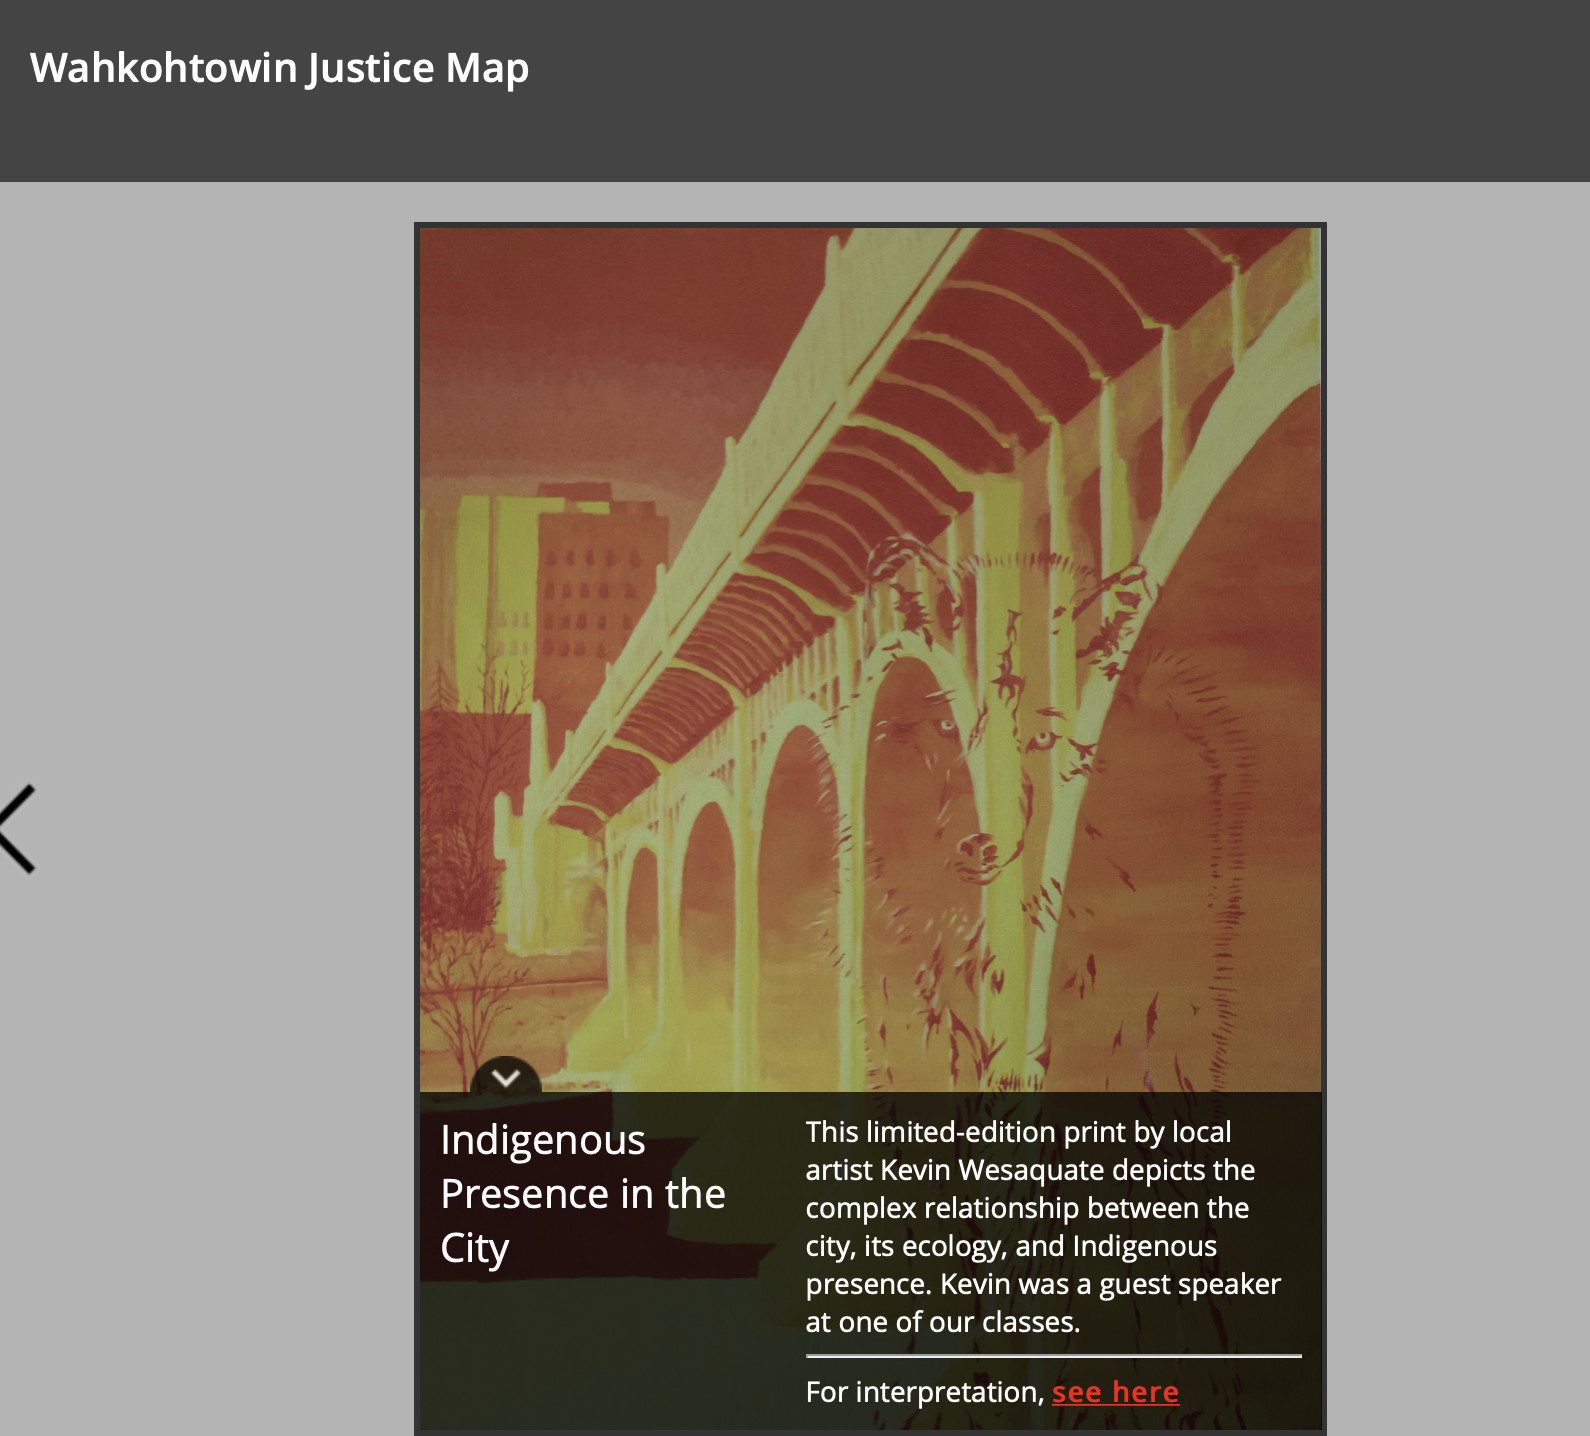 Wahkohtowin Justice Map
Indigenous
Presence in the
City
This limited-edition print by local
artist Kevin Wesaquate depicts the
complex relationship between the
city, its ecology, and Indigenous
presence. Kevin was a guest speaker
at one of our classes.
For interpretation, see here